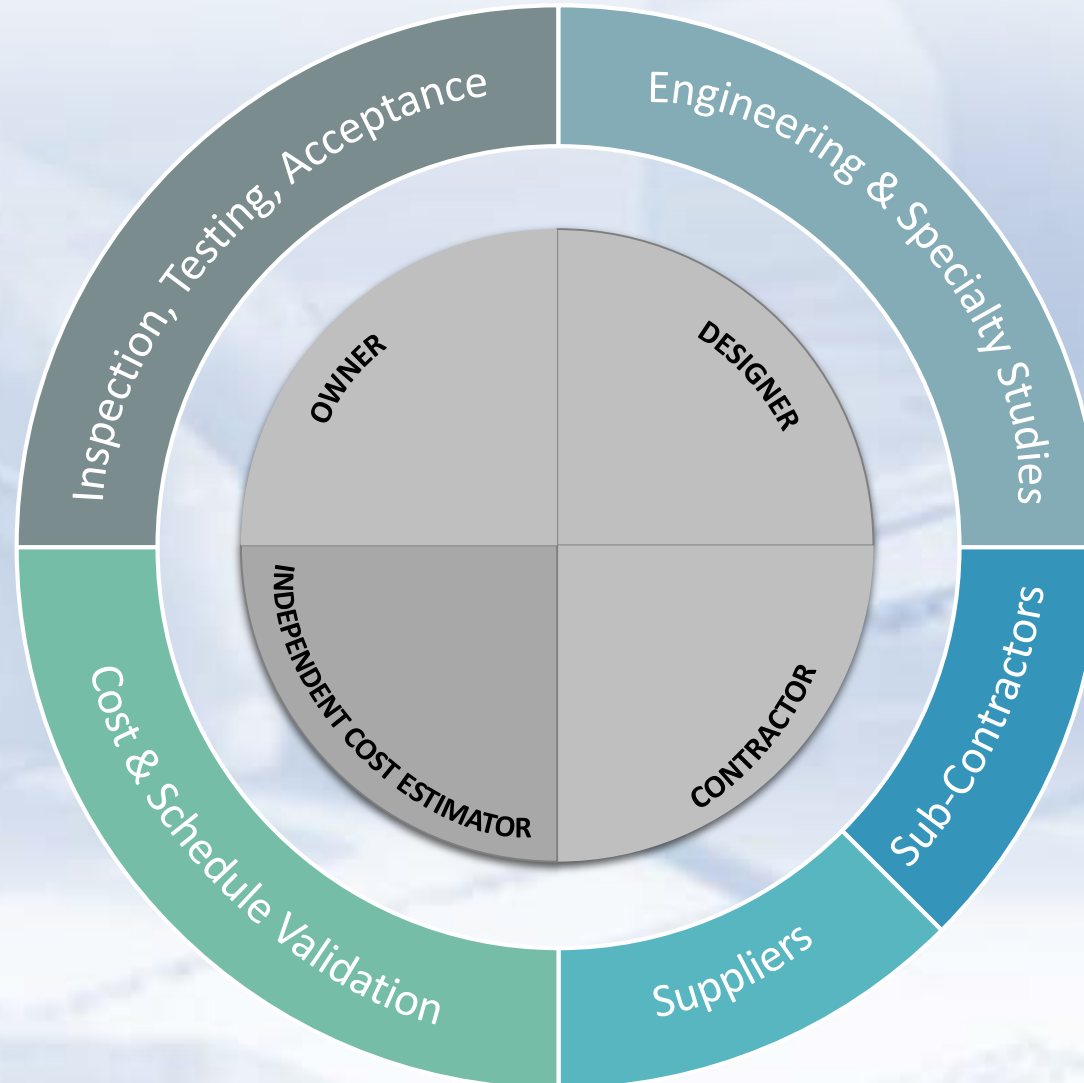 Inspection, Testing, Acceptance
Engineering & Specialty Studies
OWNER
DESIGNER
INDEPENDENT COST ESTIMATOR
CONTRACTOR
Sub-Contractors
Cost & Schedule Validation
Suppliers